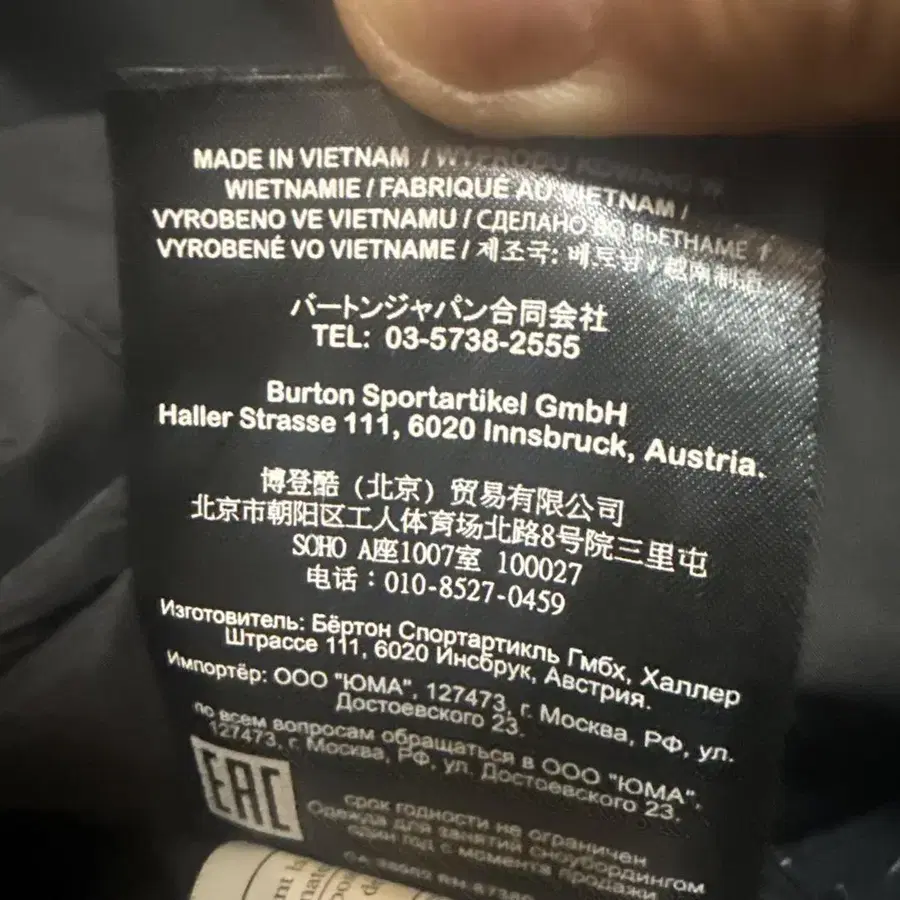 MADE IN VIETNAM / WYPRODUKOWANO W
WIETNAMIE / FABRIQUÉ AU VIETNAM /
VYROBENO VE VIETNAMU / СДЕЛАНО ВО ВЬЕТНАМЕ /
VYROBENÉ VO VIETNAME / 제조국: 베트남 / 越南制造
バートンジャパン合同会社
TEL: 03-5738-2555
Burton Sportartikel GmbH
Haller Strasse 111, 6020 Innsbruck, Austria.
博登酷（北京）贸易有限公司
北京市朝阳区工人体育场北路8号院三里屯
SOHO A座1007室 100027
电话：010-8527-0459
Изготовитель: Бёртон Спортартикль Гмбх, Халлер
Штрассе 111, 6020 Инсбрук, Австрия.
Импортёр: ООО "ЮМА", 127473, г. Москва, РФ, ул.
Достоевского 23.
по всем вопросам обращаться в ООО "ЮМА",
127473, г. Москва, РФ, ул. Достоевского 23.
EAC
срок годности не ограничен
Одежда для занятий сноубордингом
один год с момента продажи